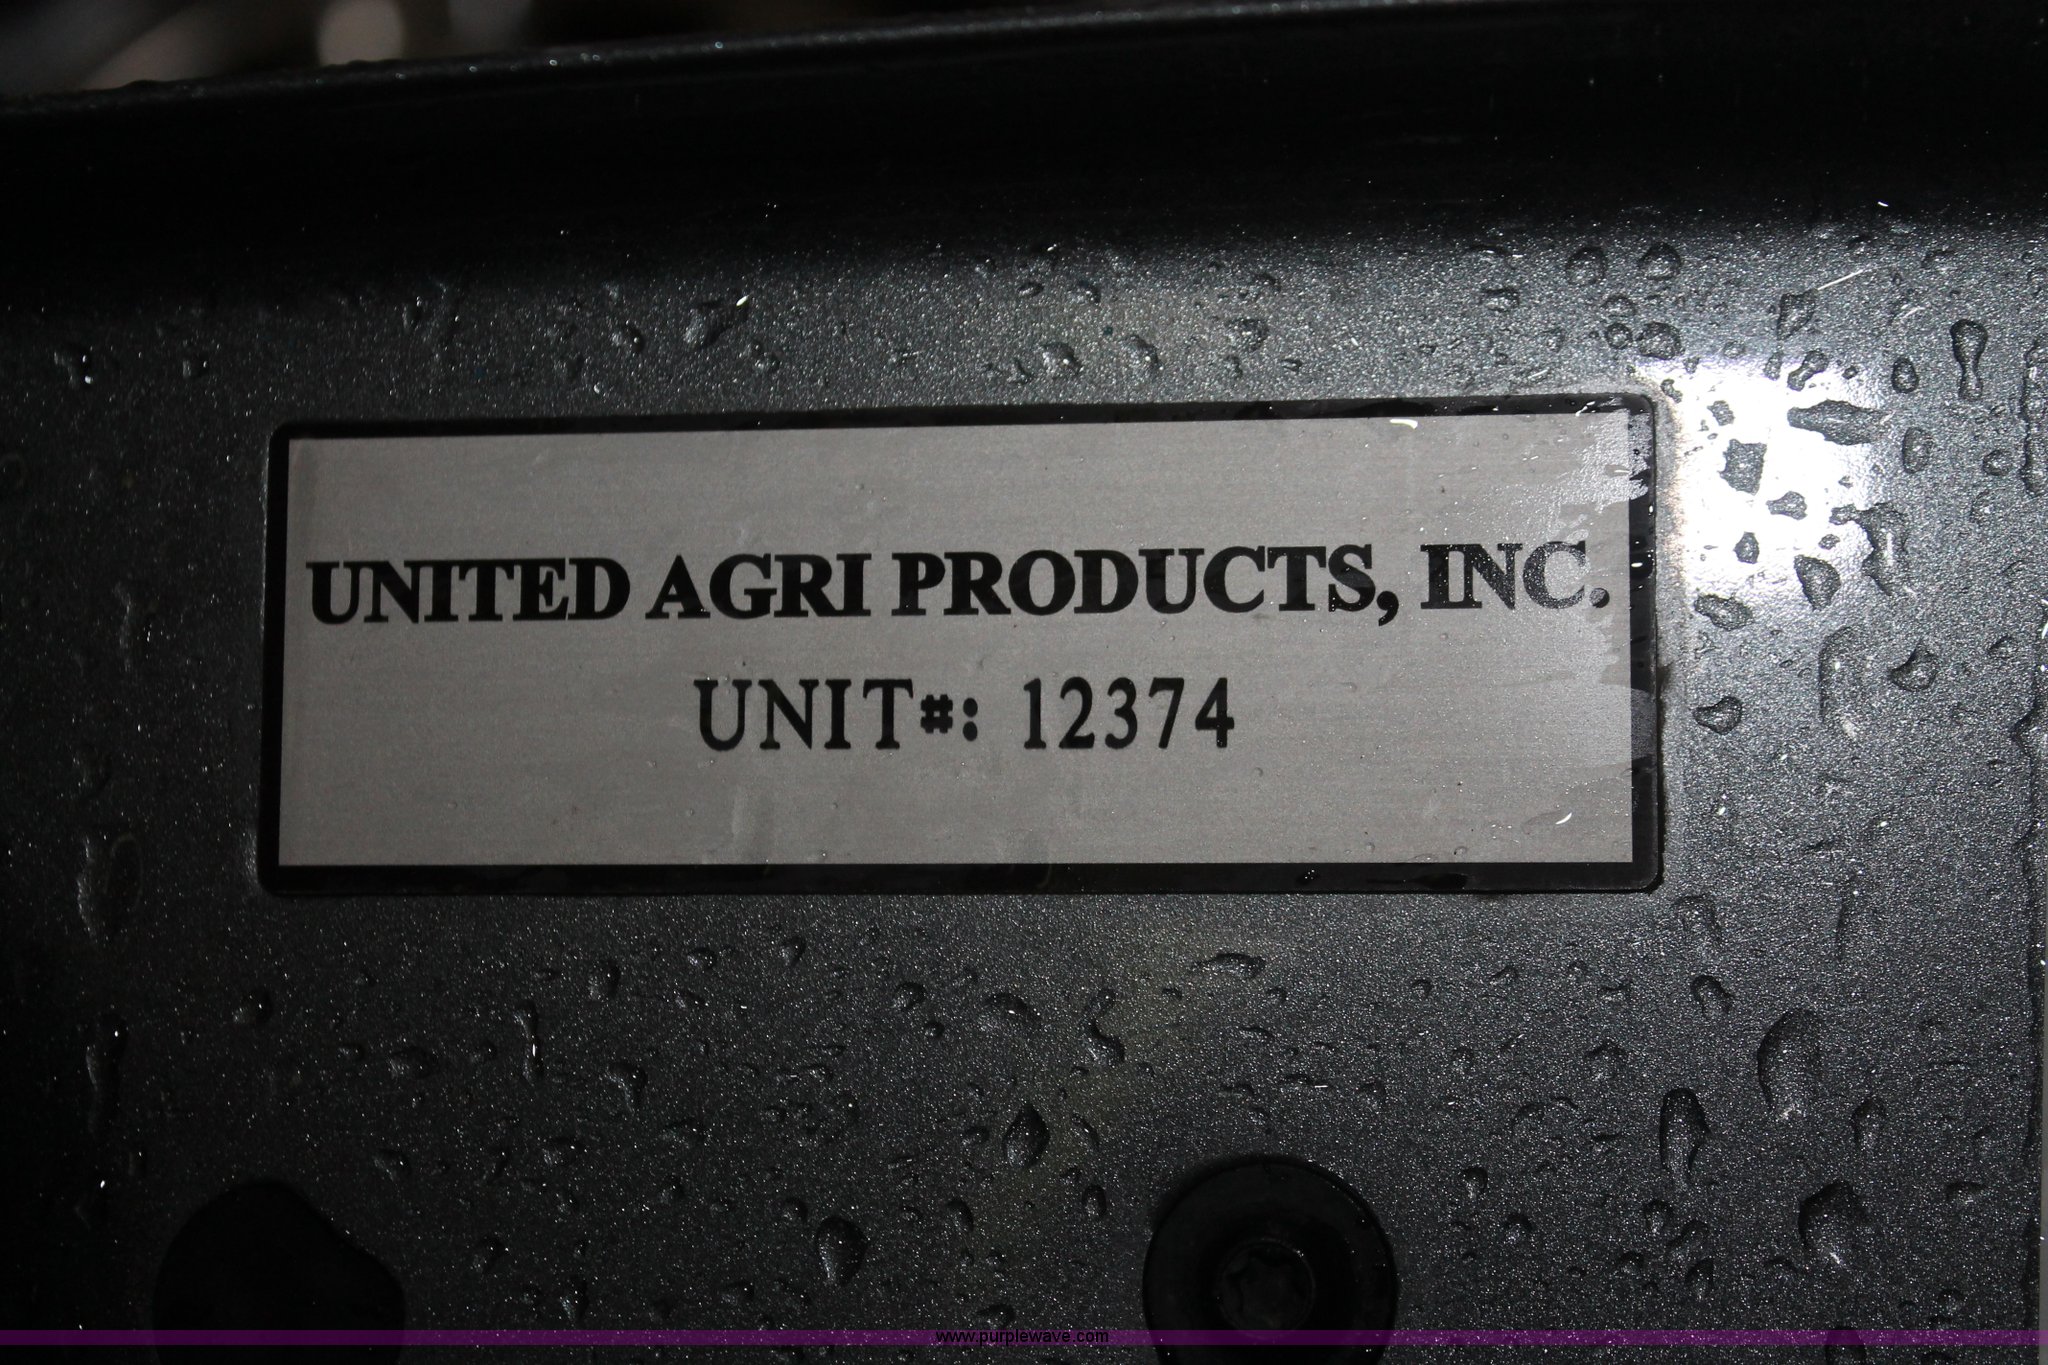 UNITED AGRI PRODUCTS, INC.
UNIT#: 12374
www.purplewave.com